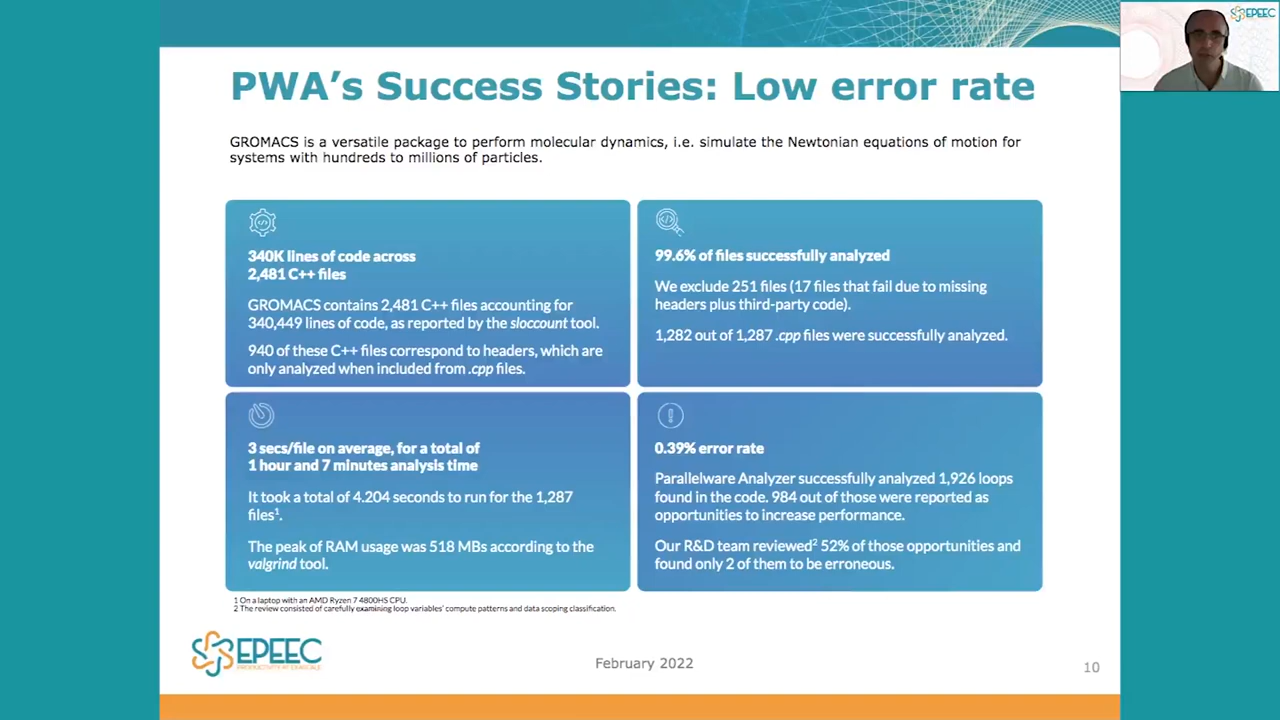 EPEEC
PWA’s Success Stories: Low error rate
GROMACS is a versatile package to perform molecular dynamics, i.e. simulate the Newtonian equations of motion for
systems with hundreds to millions of particles.
340K lines of code across
2,481 C++ files
GROMACS contains 2,481 C++ files accounting for
340,449 lines of code, as reported by the sloccount tool.
940 of these C++ files correspond to headers, which are
only analyzed when included from .cpp files.
99.6% of files successfully analyzed
We exclude 251 files (17 files that fail due to missing
headers plus third-party code).
1,282 out of 1,287 .cpp files were successfully analyzed.
3 secs/file on average, for a total of
1 hour and 7 minutes analysis time
It took a total of 4.204 seconds to run for the 1,287
files¹.
The peak of RAM usage was 518 MBs according to the
valgrind tool.
0.39% error rate
Parallelware Analyzer successfully analyzed 1,926 loops
found in the code. 984 out of those were reported as
opportunities to increase performance.
Our R&D team reviewed² 52% of those opportunities and
found only 2 of them to be erroneous.
1 On a laptop with an AMD Ryzen 7 4800HS CPU.
2 The review consisted of carefully examining loop variables’ compute patterns and data scoping classification.
EPEEC
PRODUCTIVITY AT EXASCALE
February 2022
10